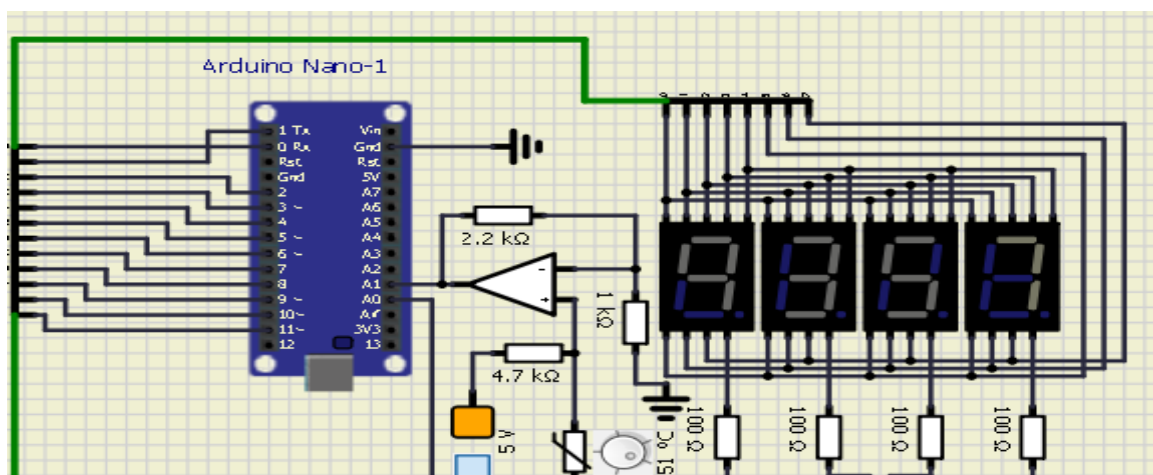 Arduino Nano-1
1 Tx Vin
0 Rx Gnd
Rst Rst
Gnd 5V
2 A7
3 ~ A6
4 A5
5 ~ A4
6 ~ A3
7 A2
8 A1
9 ~ A0
10~
11~ 3V3
12 13
2.2 kΩ
-
+
1 kΩ
4.7 kΩ
5 V
51 ºC
100 Ω
100 Ω
100 Ω
100 Ω